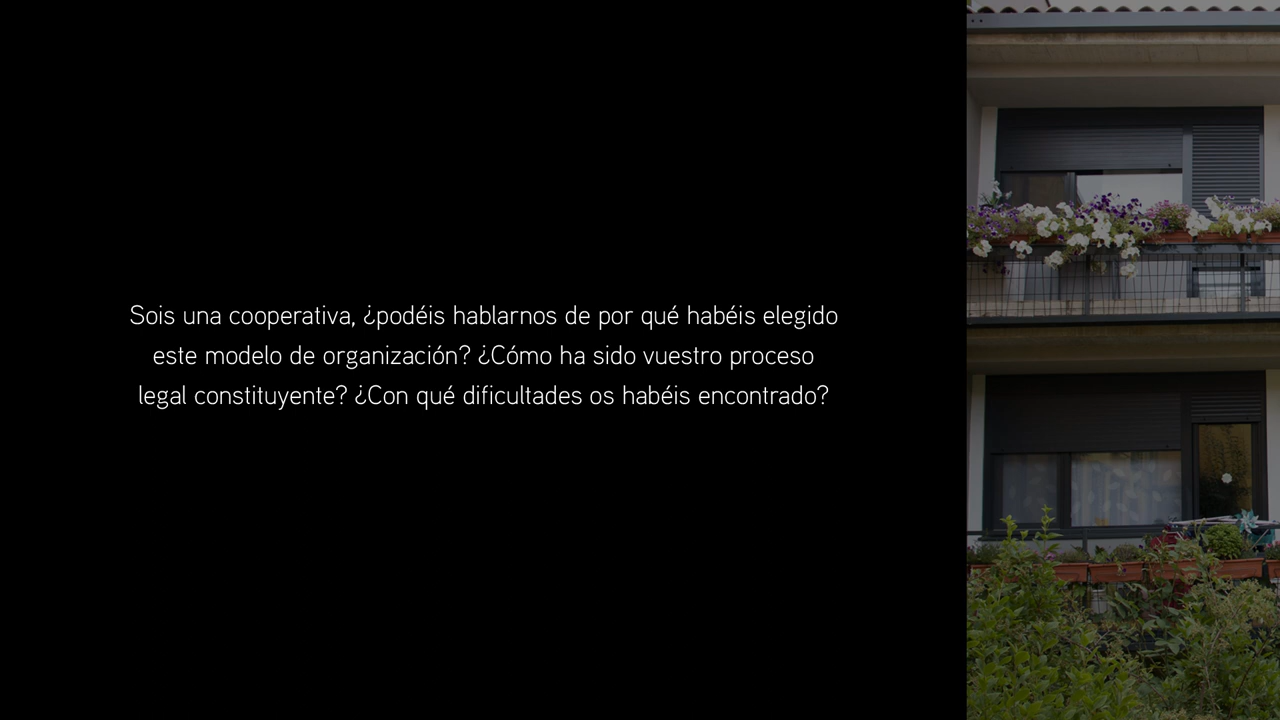 Sois una cooperativa, ¿podéis hablarnos de por qué habéis elegido
este modelo de organización? ¿Cómo ha sido vuestro proceso
legal constituyente? ¿Con qué dificultades os habéis encontrado?